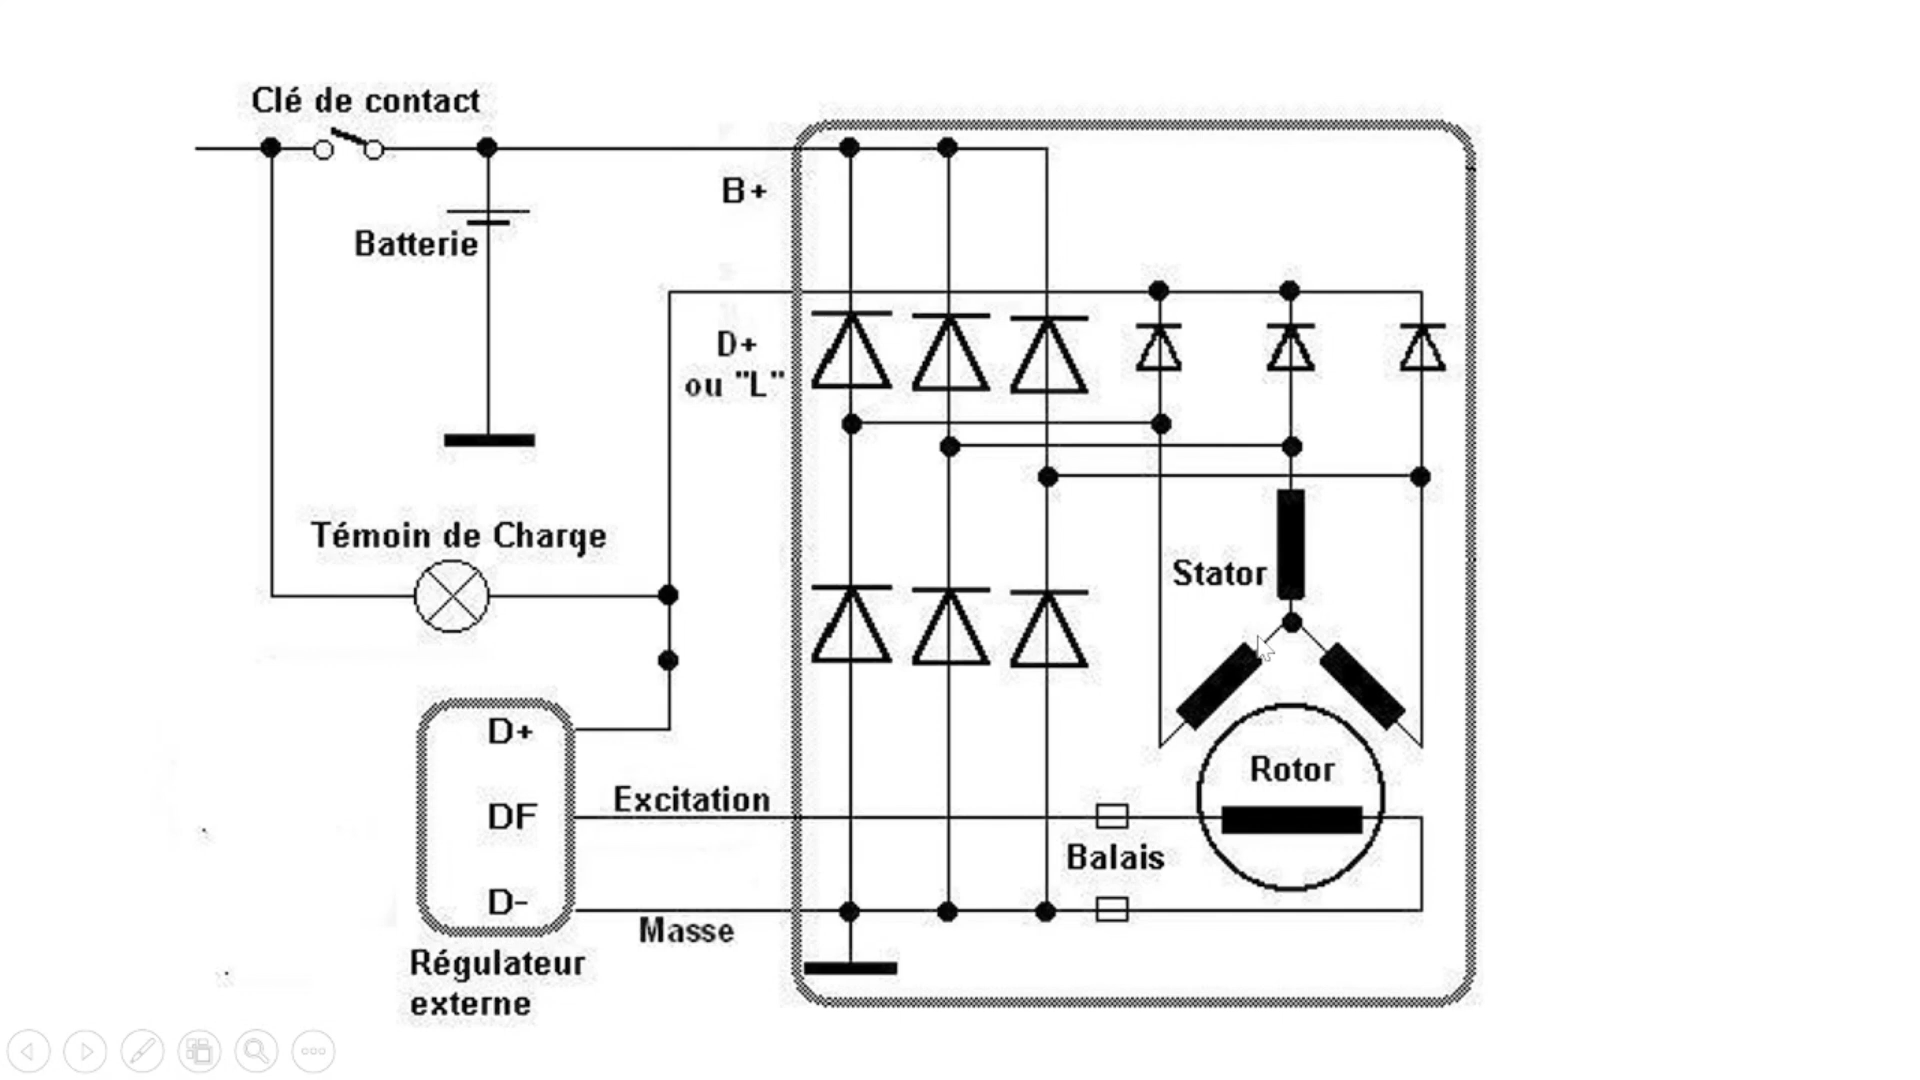 Clé de contact
B+
Batterie
D+
ou "L"
Témoin de Charge
Stator
D+
Rotor
Excitation
DF
Balais
D-
Masse
Régulateur
externe